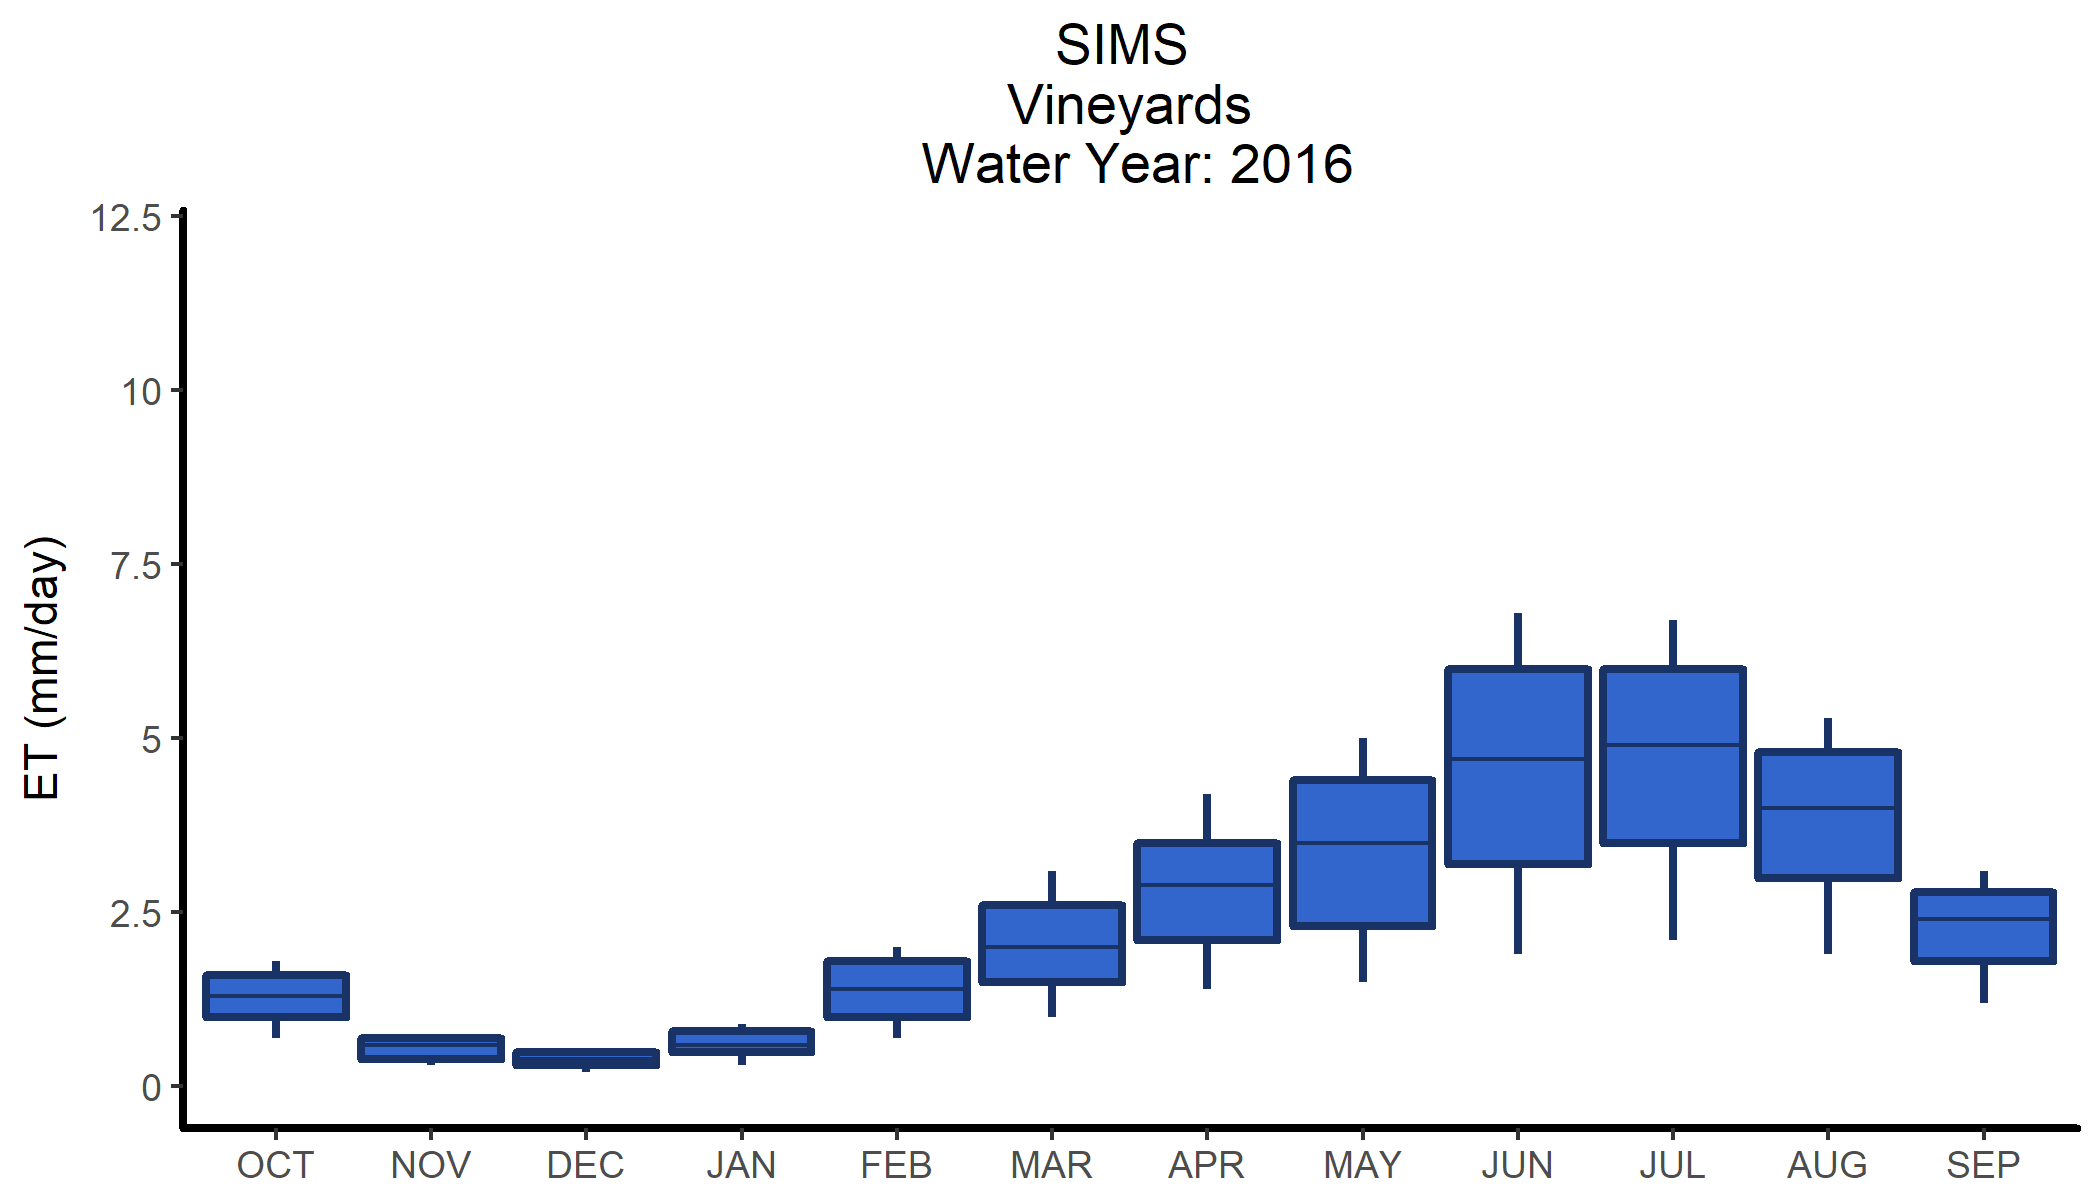 SIMS
Vineyards
Water Year: 2016
ET (mm/day)
12.5
10
7.5
5
2.5
0
OCT NOV DEC JAN FEB MAR APR MAY JUN JUL AUG SEP